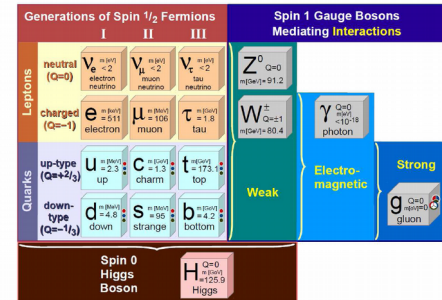 Generations of Spin 1/2 Fermions
I II III
Spin 1 Gauge Bosons
Mediating Interactions
Leptons
neutral
(Q=0)
νe m [eV] <2
electron
neutrino
νμ m [eV] <2
muon
neutrino
ντ m [eV] <2
tau
neutrino
Z0 Q=0
m[GeV]=91.2
charged
(Q=−1)
e m [keV] =511
electron
μ m [MeV] =106
muon
τ m [GeV] =1.8
tau
W± Q=±1
m[GeV]=80.4
γ Q=0
m[eV]
<10-18
photon
Quarks
up-type
(Q=+2/3)
u m [MeV] =2.3
up
c m [GeV] =1.3
charm
t m [GeV] =173.1
top
down-
type
(Q=−1/3)
d m [MeV] =4.8
down
s m [MeV] =95
strange
b m [GeV] =4.2
bottom
Weak
Electro-
magnetic
Strong
g Q=0
m[eV]=0
gluon
Spin 0
Higgs
Boson
H Q=0
m [GeV]
=125.9
Higgs